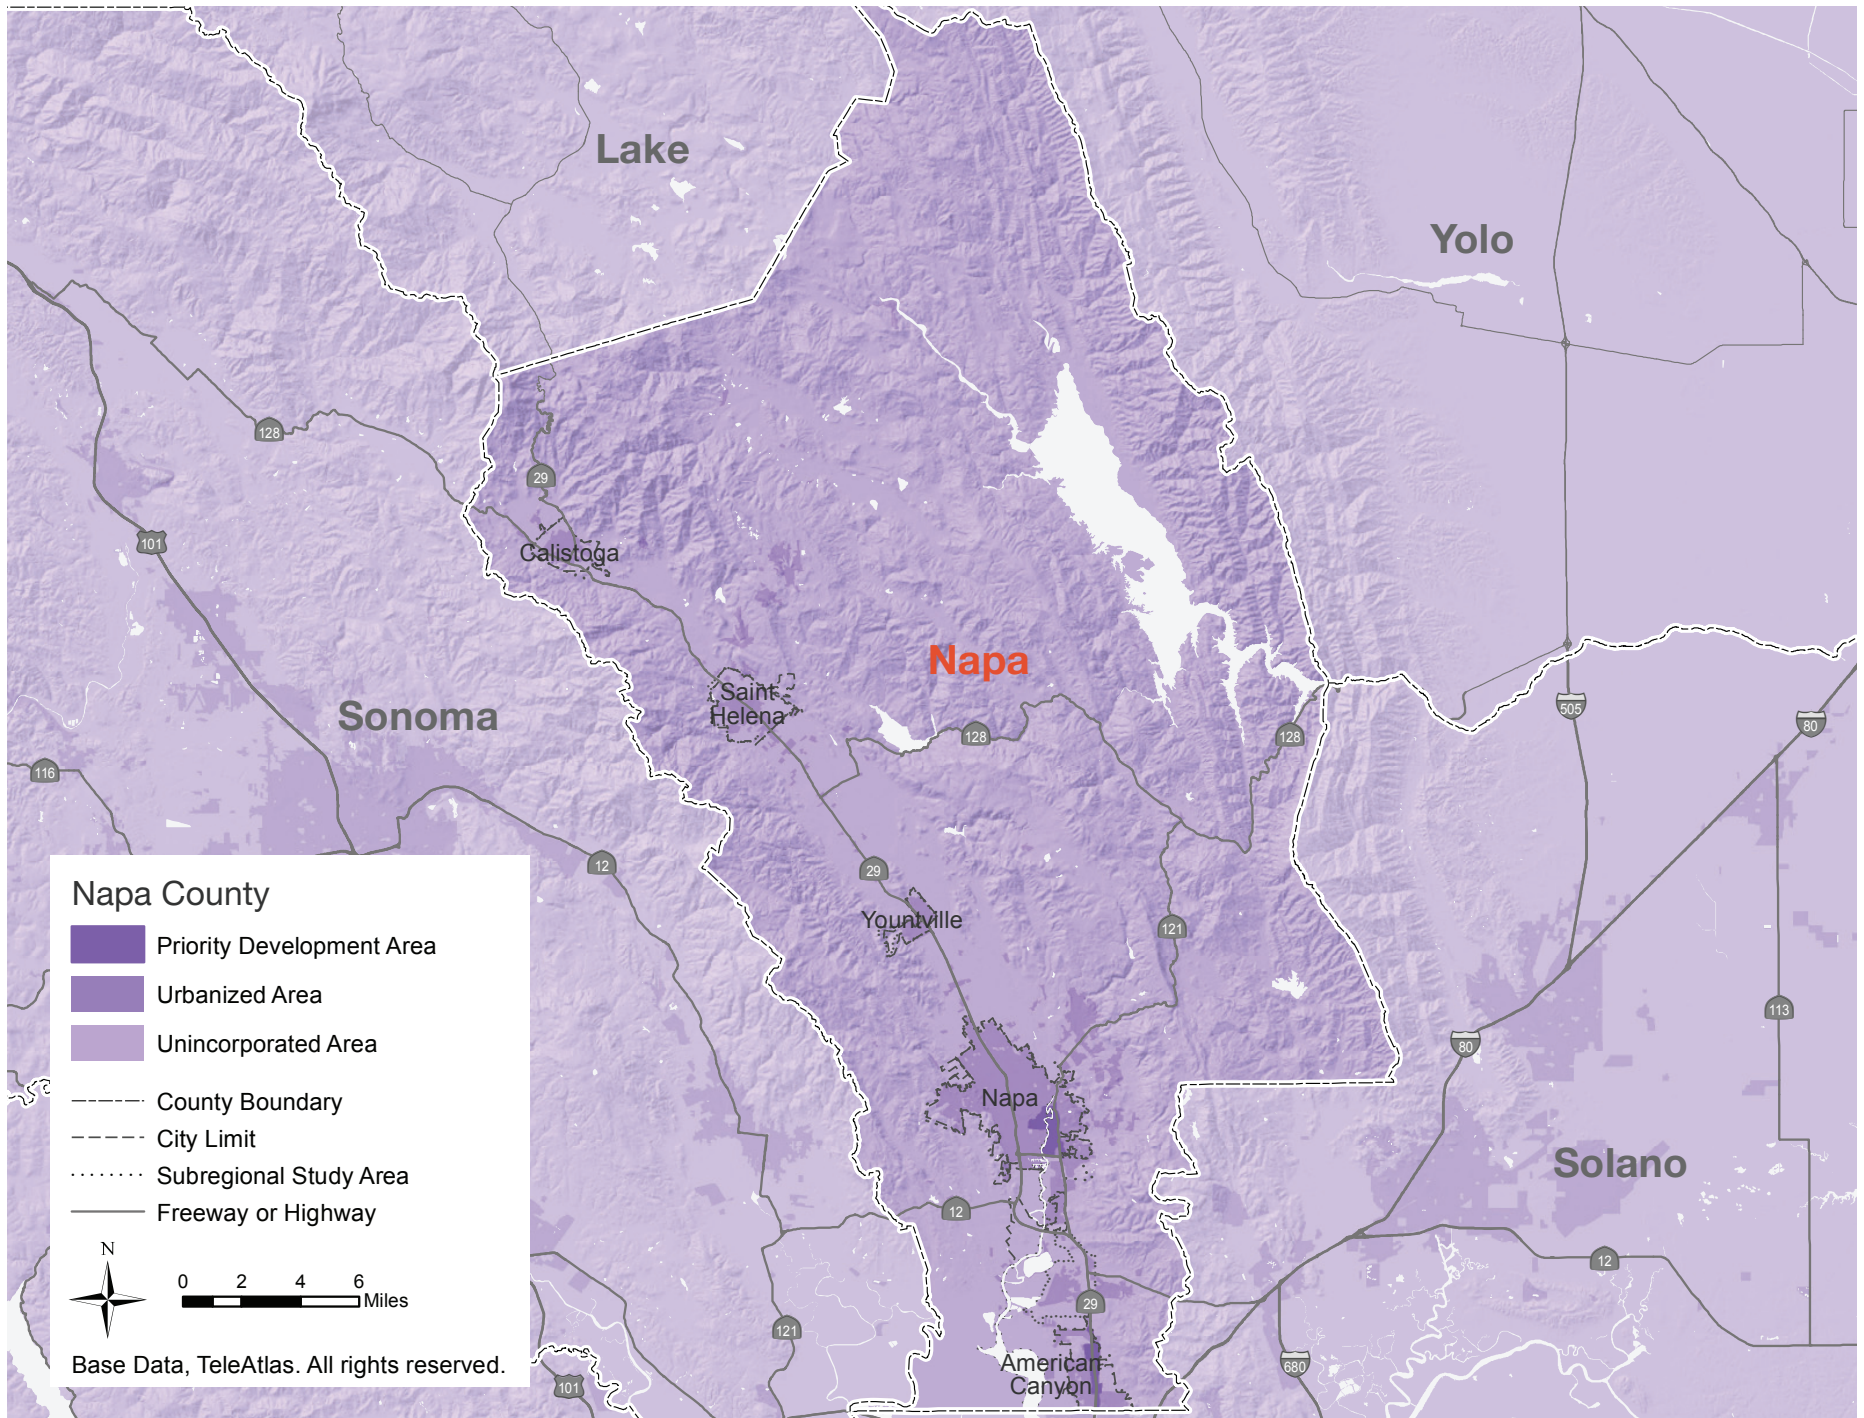 Lake
Yolo
128
29
101
Calistoga
Napa
Saint
Helena
Sonoma
505
80
128
128
116
12
29
Yountville
121
Napa County
Priority Development Area
Urbanized Area
Unincorporated Area
County Boundary
City Limit
Subregional Study Area
Freeway or Highway
N
0 2 4 6
Miles
Base Data, TeleAtlas. All rights reserved.
113
80
Napa
Solano
12
12
29
121
American
Canyon
680
101